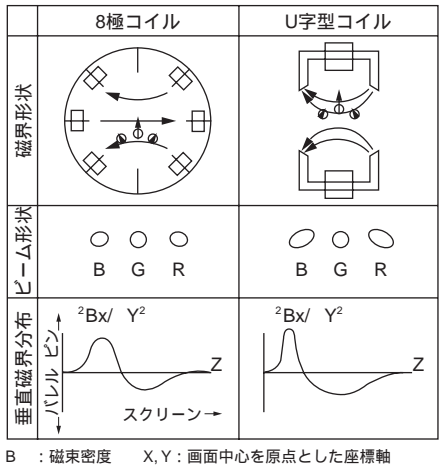 8極コイル
U字型コイル
磁界形状
ビーム形状
B G R
B G R
垂直磁界分布
バレル ピン
²Bx/ Y²
Z
スクリーン→
²Bx/ Y²
Z
B :磁束密度 X, Y:画面中心を原点とした座標軸